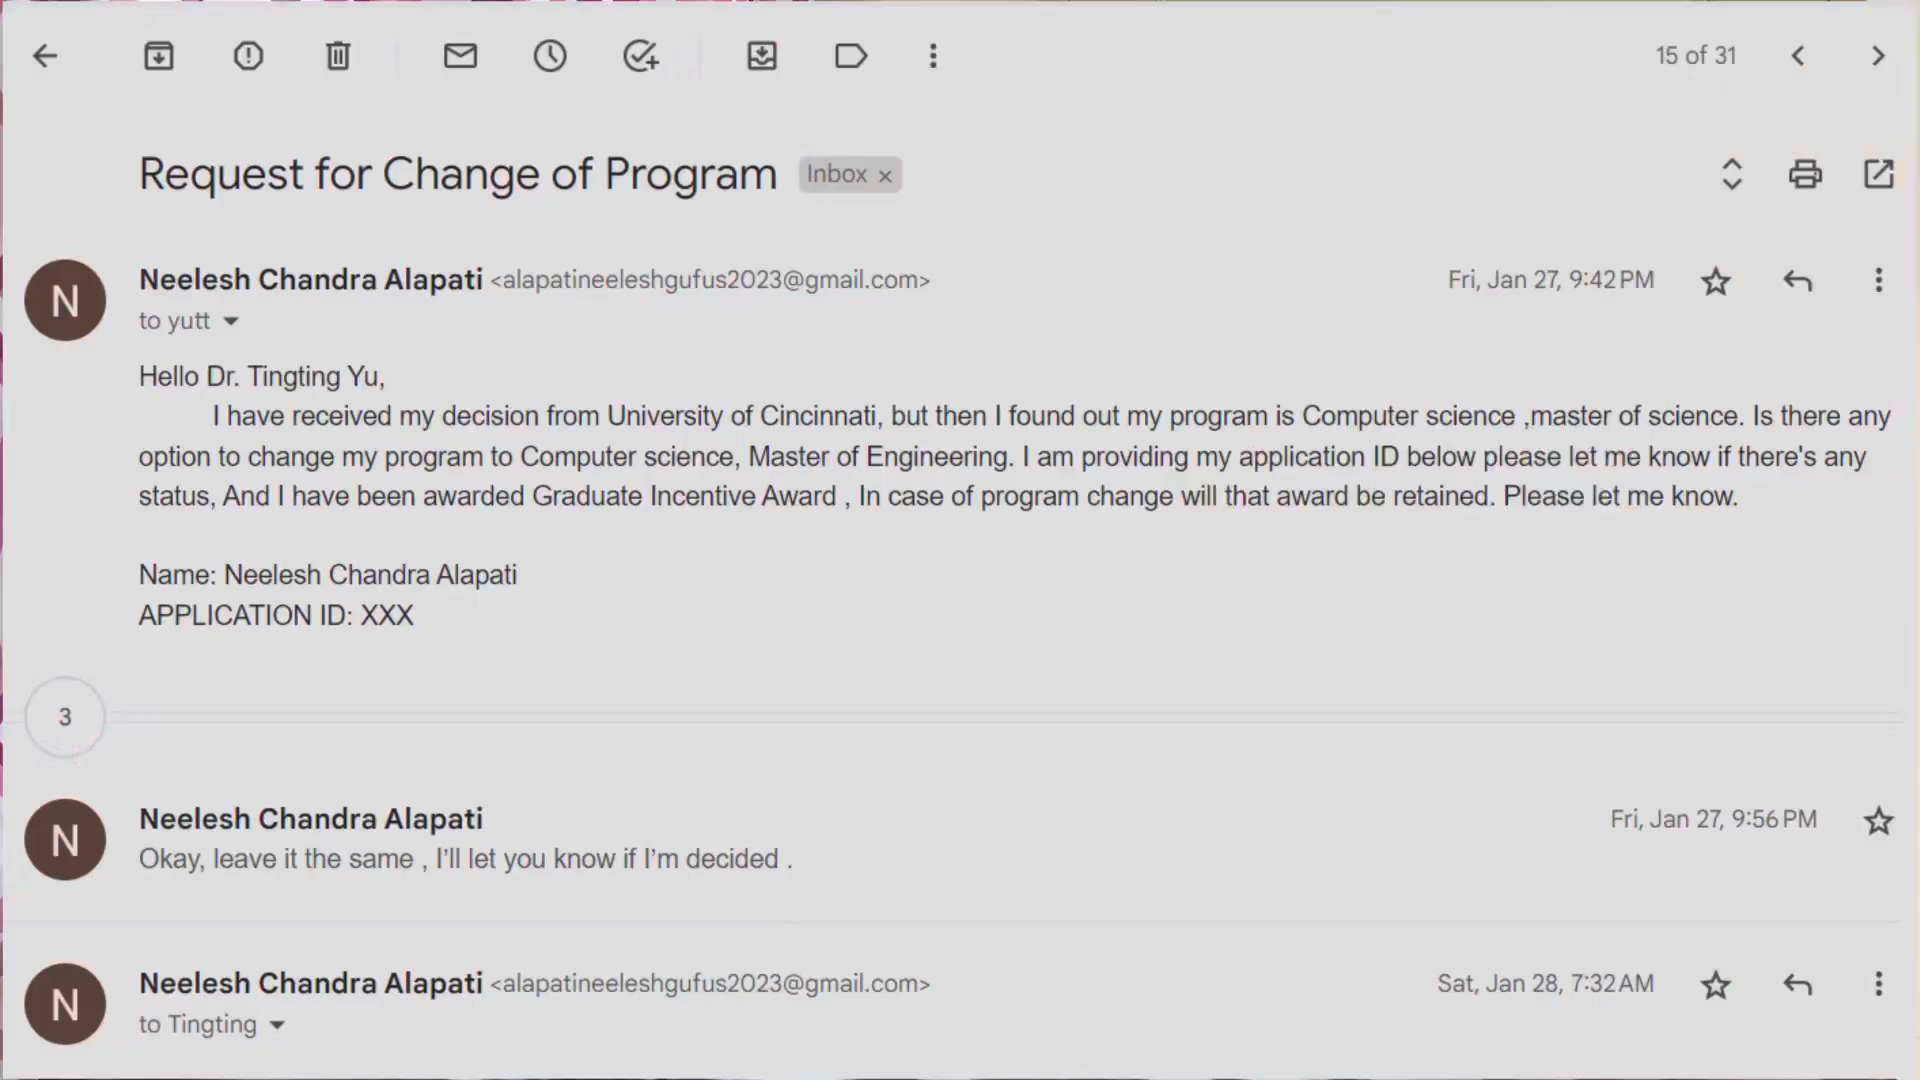 15 of 31
Request for Change of Program Inbox x
N
Neelesh Chandra Alapati <alapatineeleshgufus2023@gmail.com> Fri, Jan 27, 9:42 PM
to yutt
Hello Dr. Tingting Yu,
I have received my decision from University of Cincinnati, but then I found out my program is Computer science ,master of science. Is there any
option to change my program to Computer science, Master of Engineering. I am providing my application ID below please let me know if there's any
status, And I have been awarded Graduate Incentive Award , In case of program change will that award be retained. Please let me know.
Name: Neelesh Chandra Alapati
APPLICATION ID: XXX
3
N
Neelesh Chandra Alapati Fri, Jan 27, 9:56 PM
Okay, leave it the same , I'll let you know if I'm decided .
N
Neelesh Chandra Alapati <alapatineeleshgufus2023@gmail.com> Sat, Jan 28, 7:32 AM
to Tingting